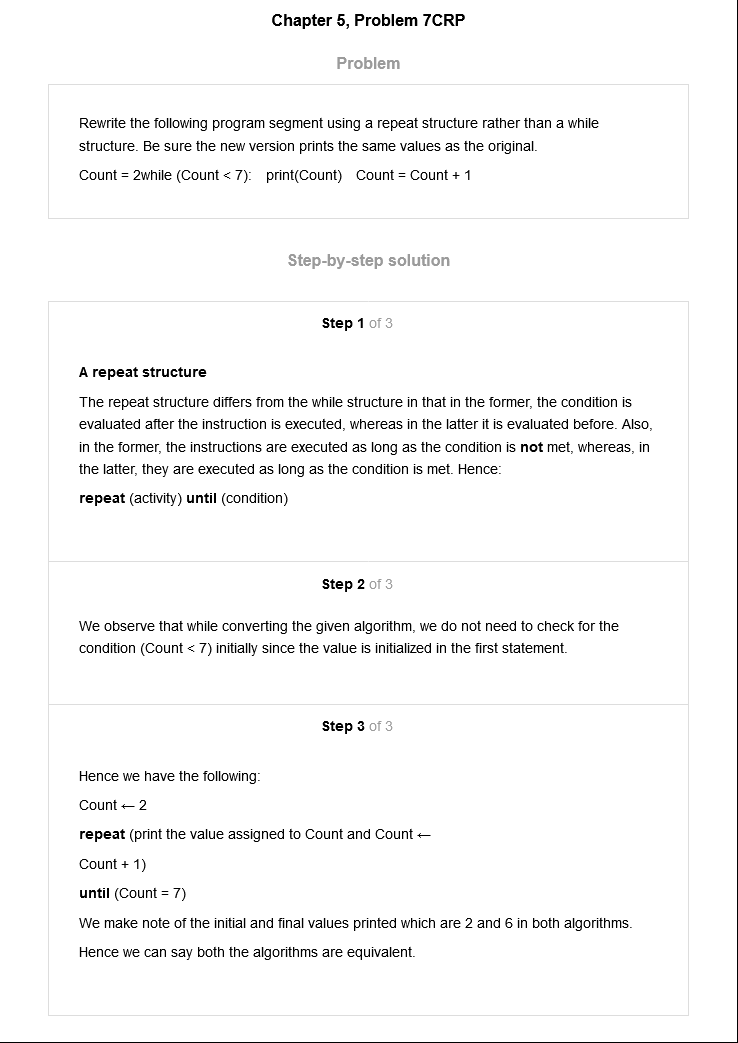 Chapter 5, Problem 7CRP
Problem
Rewrite the following program segment using a repeat structure rather than a while
structure. Be sure the new version prints the same values as the original.
Count = 2while (Count < 7):    print(Count)    Count = Count + 1
Step-by-step solution
Step 1 of 3
A repeat structure
The repeat structure differs from the while structure in that in the former, the condition is
evaluated after the instruction is executed, whereas in the latter it is evaluated before. Also,
in the former, the instructions are executed as long as the condition is not met, whereas, in
the latter, they are executed as long as the condition is met. Hence:
repeat (activity) until (condition)
Step 2 of 3
We observe that while converting the given algorithm, we do not need to check for the
condition (Count < 7) initially since the value is initialized in the first statement.
Step 3 of 3
Hence we have the following:
Count ← 2
repeat (print the value assigned to Count and Count ←
Count + 1)
until (Count = 7)
We make note of the initial and final values printed which are 2 and 6 in both algorithms.
Hence we can say both the algorithms are equivalent.